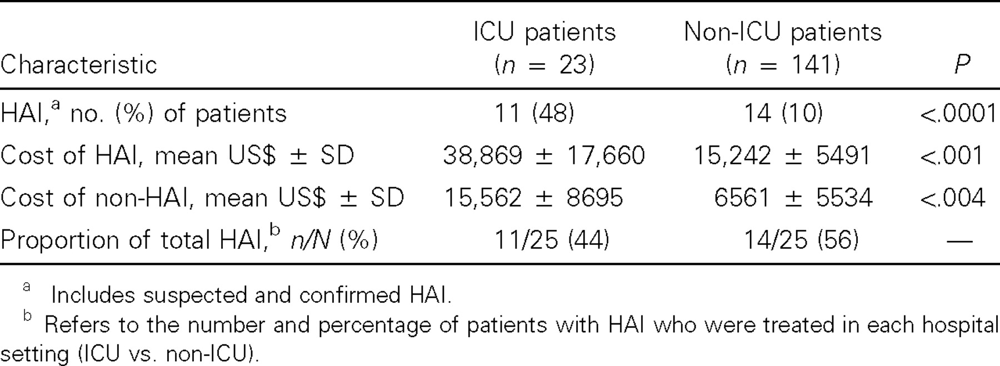 Characteristic ICU patients (n = 23) Non-ICU patients (n = 141) P
HAI,a no. (%) of patients 11 (48) 14 (10) <.0001
Cost of HAI, mean US$ ± SD 38,869 ± 17,660 15,242 ± 5491 <.001
Cost of non-HAI, mean US$ ± SD 15,562 ± 8695 6561 ± 5534 <.004
Proportion of total HAI,b n/N (%) 11/25 (44) 14/25 (56) —
a Includes suspected and confirmed HAI.
b Refers to the number and percentage of patients with HAI who were treated in each hospital
setting (ICU vs. non-ICU).